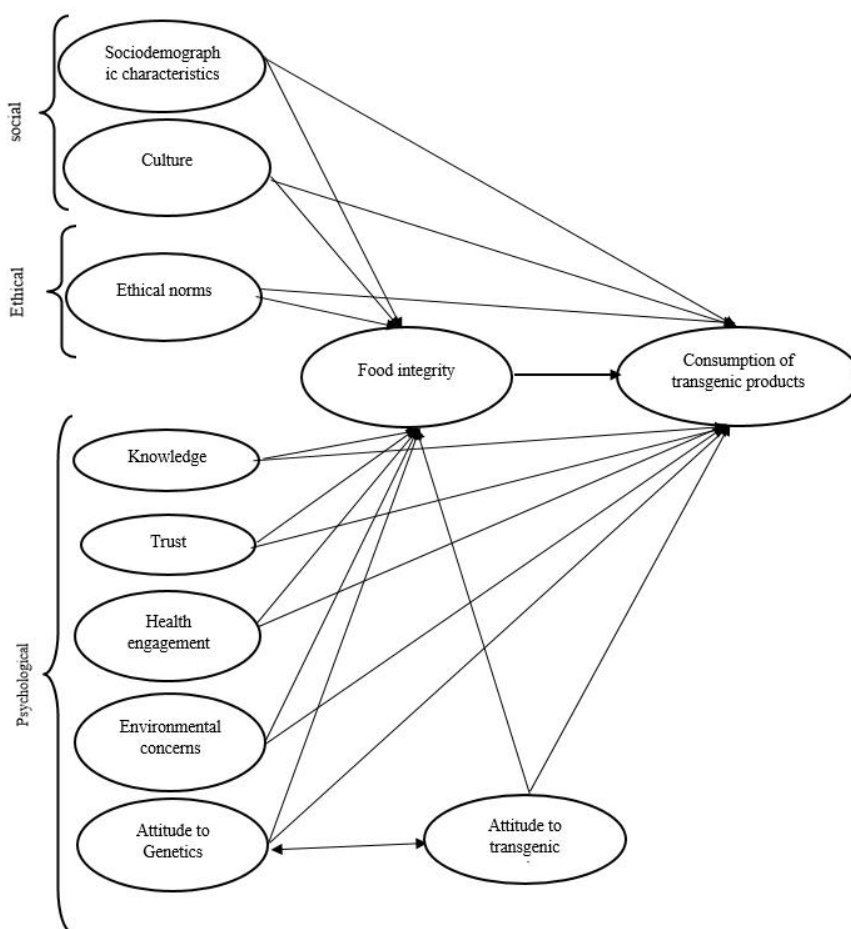 social
Sociodemograph
ic characteristics
Culture
Ethical
Ethical norms
Food integrity
Consumption of
transgenic products
Psychological
Knowledge
Trust
Health
engagement
Environmental
concerns
Attitude to
Genetics
Attitude to
transgenic